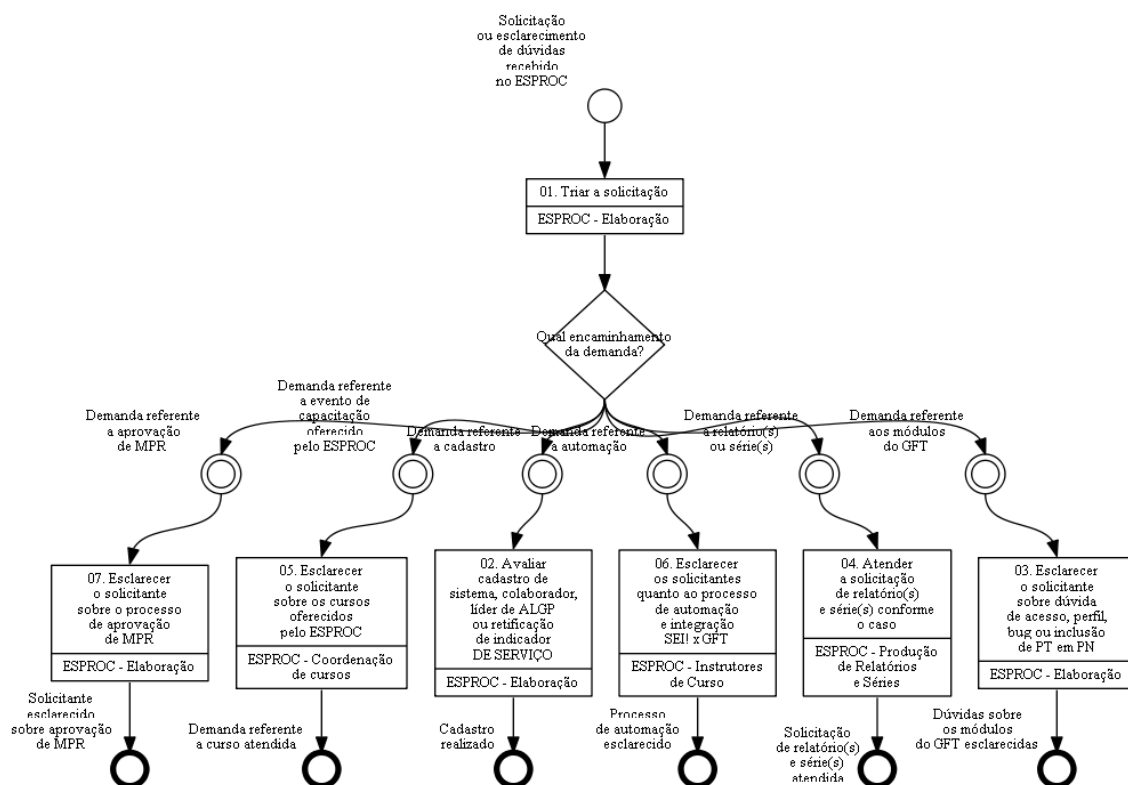 Solicitação
ou esclarecimento
de dúvidas
recebido
no ESPROC
01. Triar a solicitação
ESPROC - Elaboração
Qual encaminhamento
da demanda?
Demanda referente
a aprovação
de MPR
Demanda referente
a evento de
capacitação
oferecido
pelo ESPROC
Demanda referente
a cadastro
Demanda referente
a automação
Demanda referente
a relatório(s)
ou série(s)
Demanda referente
aos módulos
do GFT
07. Esclarecer
o solicitante
sobre o processo
de aprovação
de MPR
ESPROC - Elaboração
05. Esclarecer
o solicitante
sobre os cursos
oferecidos
pelo ESPROC
ESPROC - Coordenação
de cursos
02. Avaliar
cadastro de
sistema, colaborador,
líder de ALGP
ou retificação
de indicador
DE SERVIÇO
ESPROC - Elaboração
06. Esclarecer
os solicitantes
quanto ao processo
de automação
e integração
SEI! x GFT
ESPROC - Instrutores
de Curso
04. Atender
a solicitação
de relatório(s)
e série(s) conforme
o caso
ESPROC - Produção
de Relatórios
e Séries
03. Esclarecer
o solicitante
sobre dúvida
de acesso, perfil,
bug ou inclusão
de PT em PN
ESPROC - Elaboração
Solicitante
esclarecido
sobre aprovação
de MPR
Demanda referente
a curso atendida
Cadastro
realizado
Processo
de automação
esclarecido
Solicitação
de relatório(s)
e série(s)
atendida
Dúvidas sobre
os módulos
do GFT esclarecidas